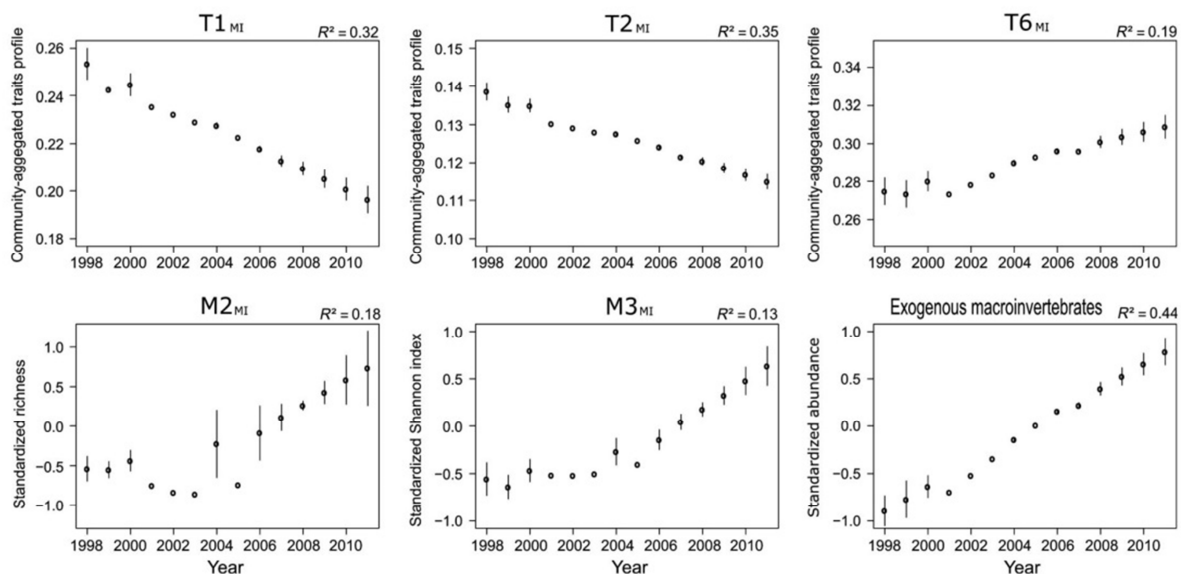 T1MI R² = 0.32
Community-aggegated traits profile
0.26
0.24
0.22
0.20
0.18
1998 2000 2002 2004 2006 2008 2010
T2MI R² = 0.35
Community-aggregated traits profile
0.15
0.14
0.13
0.12
0.11
0.10
1998 2000 2002 2004 2006 2008 2010
T6MI R² = 0.19
Community-aggegated traits profile
0.34
0.32
0.30
0.28
0.26
1998 2000 2002 2004 2006 2008 2010
M2MI R² = 0.18
Standardized richness
1.0
0.5
0.0
−0.5
−1.0
1998 2000 2002 2004 2006 2008 2010
Year
M3MI R² = 0.13
Standardized Shannon index
1.0
0.5
0.0
−0.5
−1.0
1998 2000 2002 2004 2006 2008 2010
Year
Exogenous macroinvertebrates R² = 0.44
Standardized abundance
1.0
0.5
0.0
−0.5
−1.0
1998 2000 2002 2004 2006 2008 2010
Year